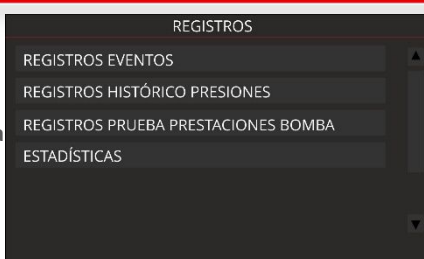 REGISTROS
REGISTROS EVENTOS
REGISTROS HISTÓRICO PRESIONES
REGISTROS PRUEBA PRESTACIONES BOMBA
ESTADÍSTICAS